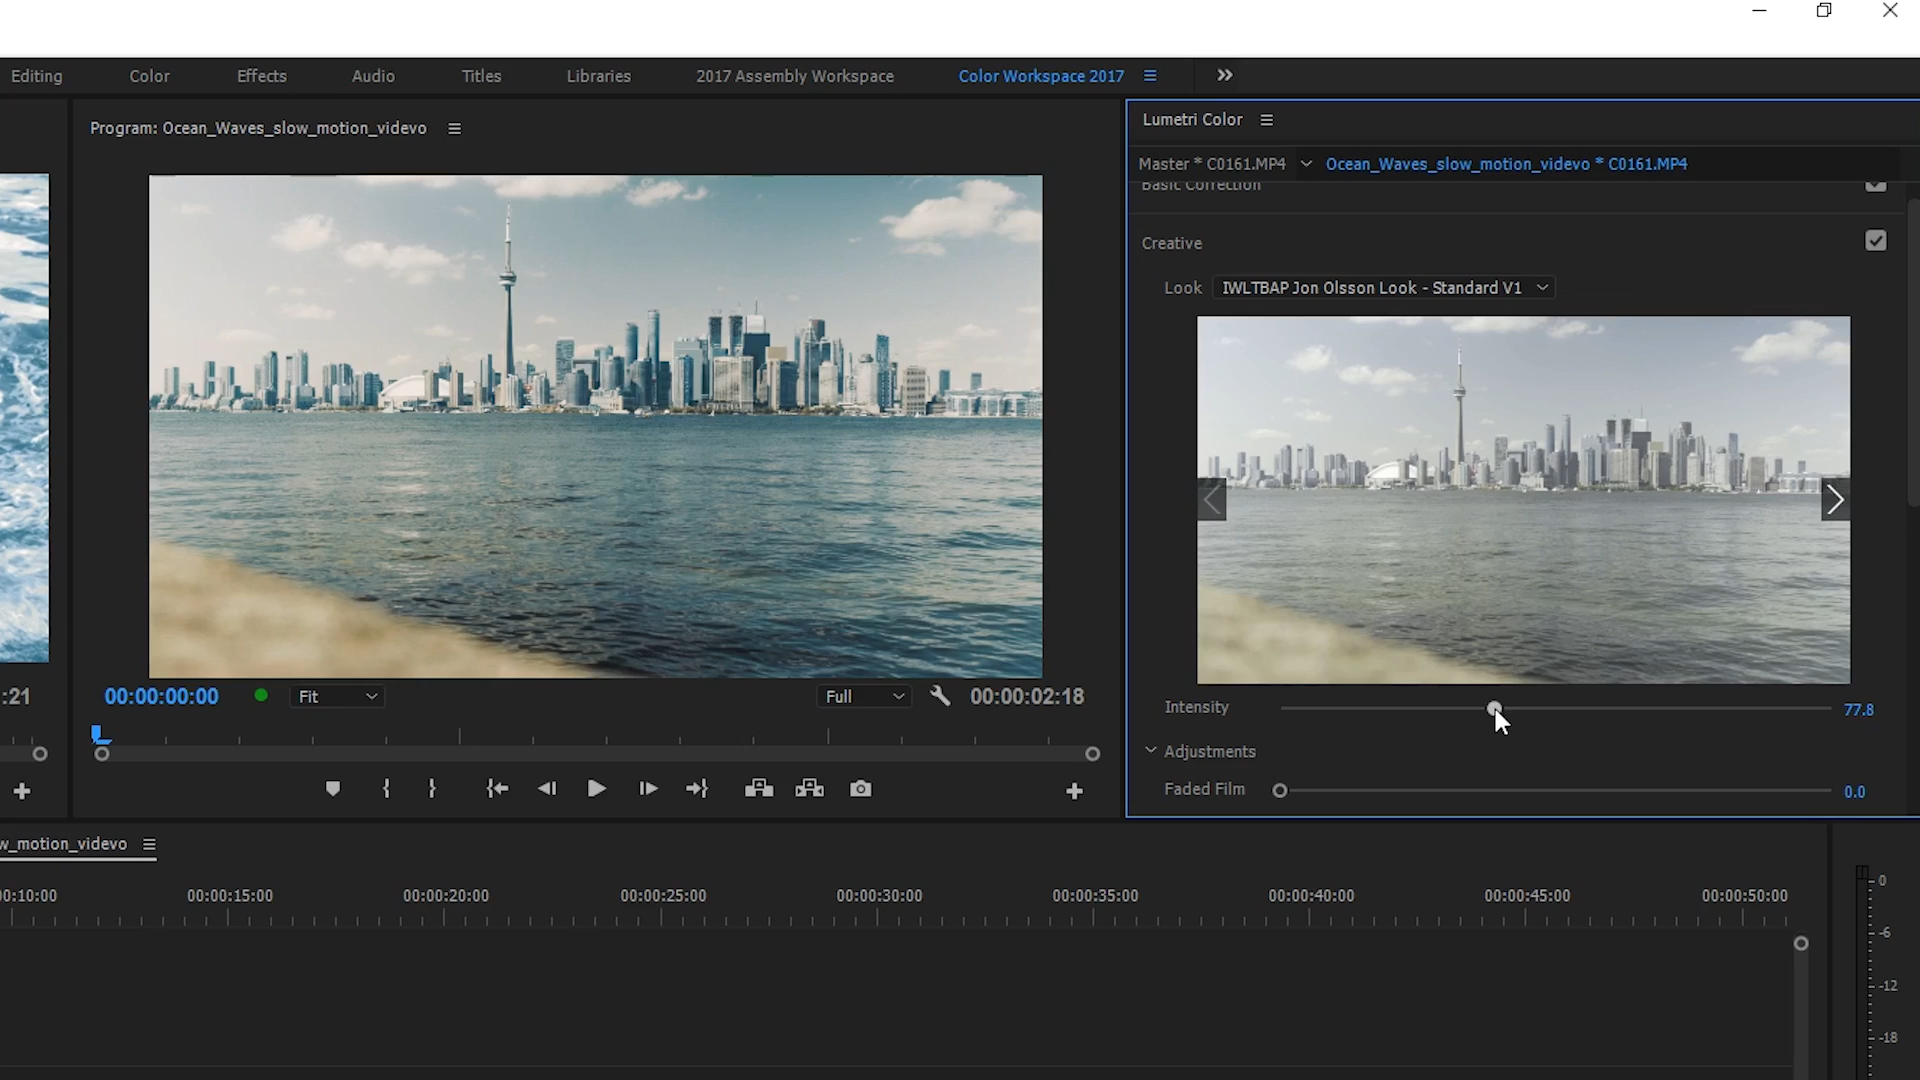 Editing Color Effects Audio Titles Libraries 2017 Assembly Workspace Color Workspace 2017
Program: Ocean_Waves_slow_motion_videvo
Lumetri Color
Master * C0161.MP4 Ocean_Waves_slow_motion_videvo * C0161.MP4
Basic Correction
Creative
Look IWLTBAP Jon Olsson Look - Standard V1
:21 00:00:00:00 Fit Full 00:00:02:18
Intensity 77.8
Adjustments
Faded Film 0.0
w_motion_videvo
0:10:00 00:00:15:00 00:00:20:00 00:00:25:00 00:00:30:00 00:00:35:00 00:00:40:00 00:00:45:00 00:00:50:00
0
-6
-12
-18